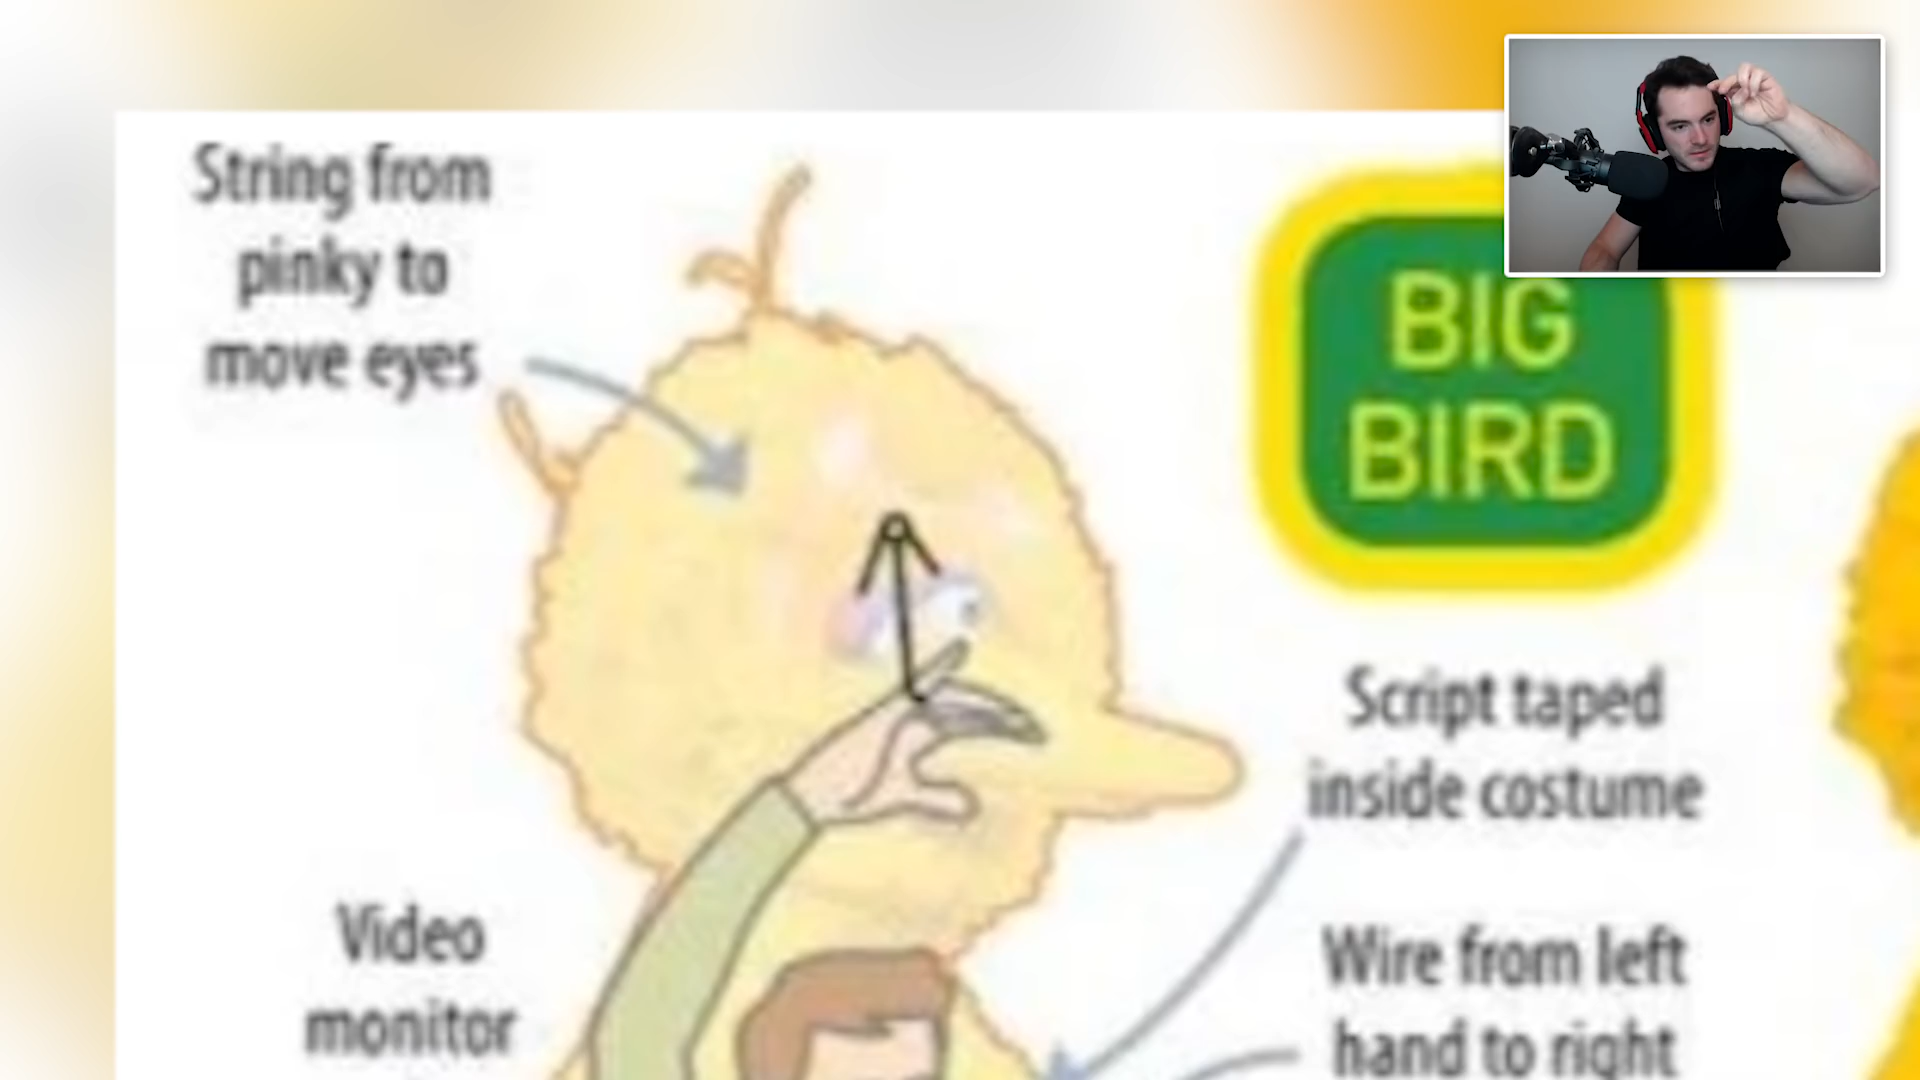 String from
pinky to
move eyes
BIG
BIRD
Script taped
inside costume
Video
monitor
Wire from left
hand to right